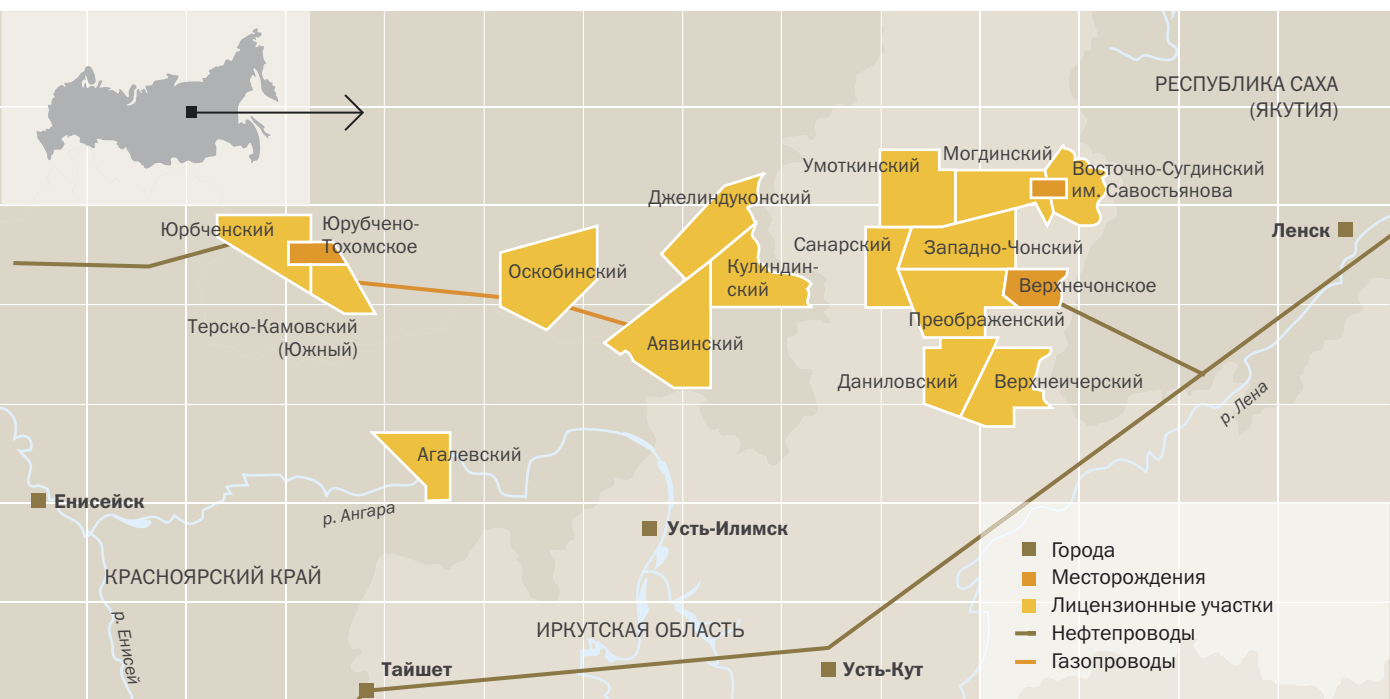 РЕСПУБЛИКА САХА
(ЯКУТИЯ)
Умоткинский
Могдинский
Восточно-Сугдинский
им. Савостьянова
Джелиндуконский
Юрбченский
Юрубчено-
Тохомское
Ленск
Санарский
Западно-Чонский
Оскобинский
Кулиндин-
ский
Верхнечонское
Терско-Камовский
(Южный)
Преображенский
Аявинский
Даниловский
Верхнеичерский
р. Лена
Агалевский
Енисейск
р. Ангара
Усть-Илимск
КРАСНОЯРСКИЙ КРАЙ
р. Енисей
ИРКУТСКАЯ ОБЛАСТЬ
Тайшет
Усть-Кут
Города
Месторождения
Лицензионные участки
Нефтепроводы
Газопроводы